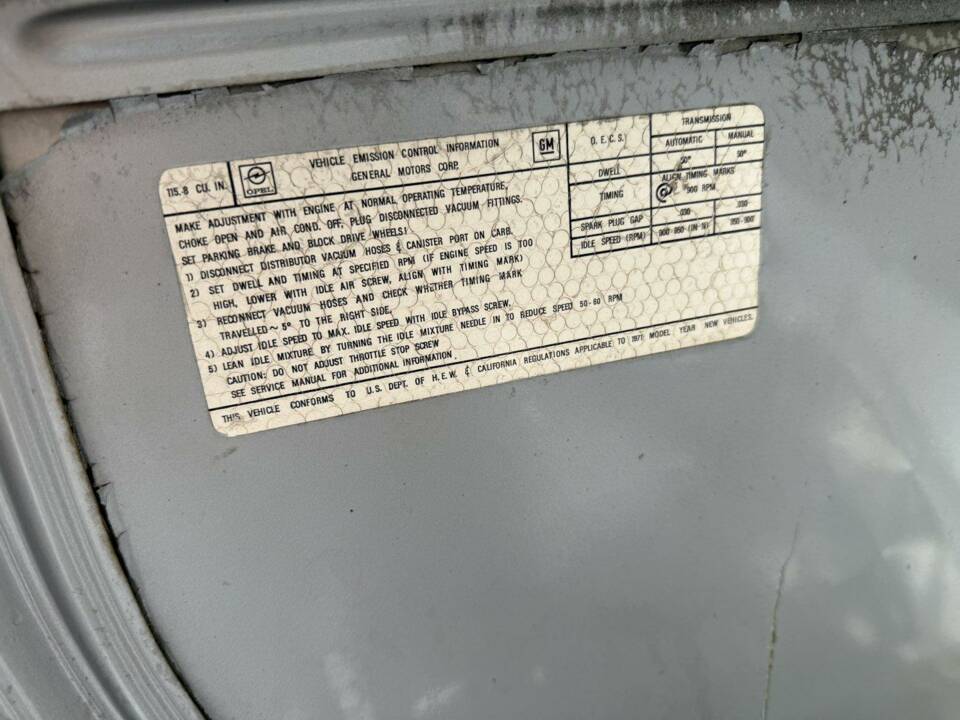 115.8 CU. IN.
OPEL
VEHICLE EMISSION CONTROL INFORMATION
GENERAL MOTORS CORP.
GM
MAKE ADJUSTMENT WITH ENGINE AT NORMAL OPERATING TEMPERATURE,
CHOKE OPEN AND AIR COND. OFF, PLUG DISCONNECTED VACUUM FITTINGS.
SET PARKING BRAKE AND BLOCK DRIVE WHEELS!
1) DISCONNECT DISTRIBUTOR VACUUM HOSES & CANISTER PORT ON CARB.
2) SET DWELL AND TIMING AT SPECIFIED RPM (IF ENGINE SPEED IS TOO
HIGH, LOWER WITH IDLE AIR SCREW, ALIGN WITH TIMING MARK)
3) RECONNECT VACUUM HOSES AND CHECK WHETHER TIMING MARK
TRAVELLED ~ 5° TO THE RIGHT SIDE.
4) ADJUST IDLE SPEED TO MAX. IDLE SPEED WITH IDLE BYPASS SCREW.
5) LEAN IDLE MIXTURE BY TURNING THE IDLE MIXTURE NEEDLE IN TO REDUCE SPEED 50-60 RPM
CAUTION: DO NOT ADJUST THROTTLE STOP SCREW
SEE SERVICE MANUAL FOR ADDITIONAL INFORMATION.
THIS VEHICLE CONFORMS TO U.S. DEPT. OF H.E.W. & CALIFORNIA REGULATIONS APPLICABLE TO 1971 MODEL YEAR NEW VEHICLES.
O.E.C.S. TRANSMISSION
AUTOMATIC MANUAL
DWELL 50° 50°
TIMING ALIGN TIMING MARKS
@ 900 RPM
SPARK PLUG GAP .030 .030
IDLE SPEED (RPM) (IN N)